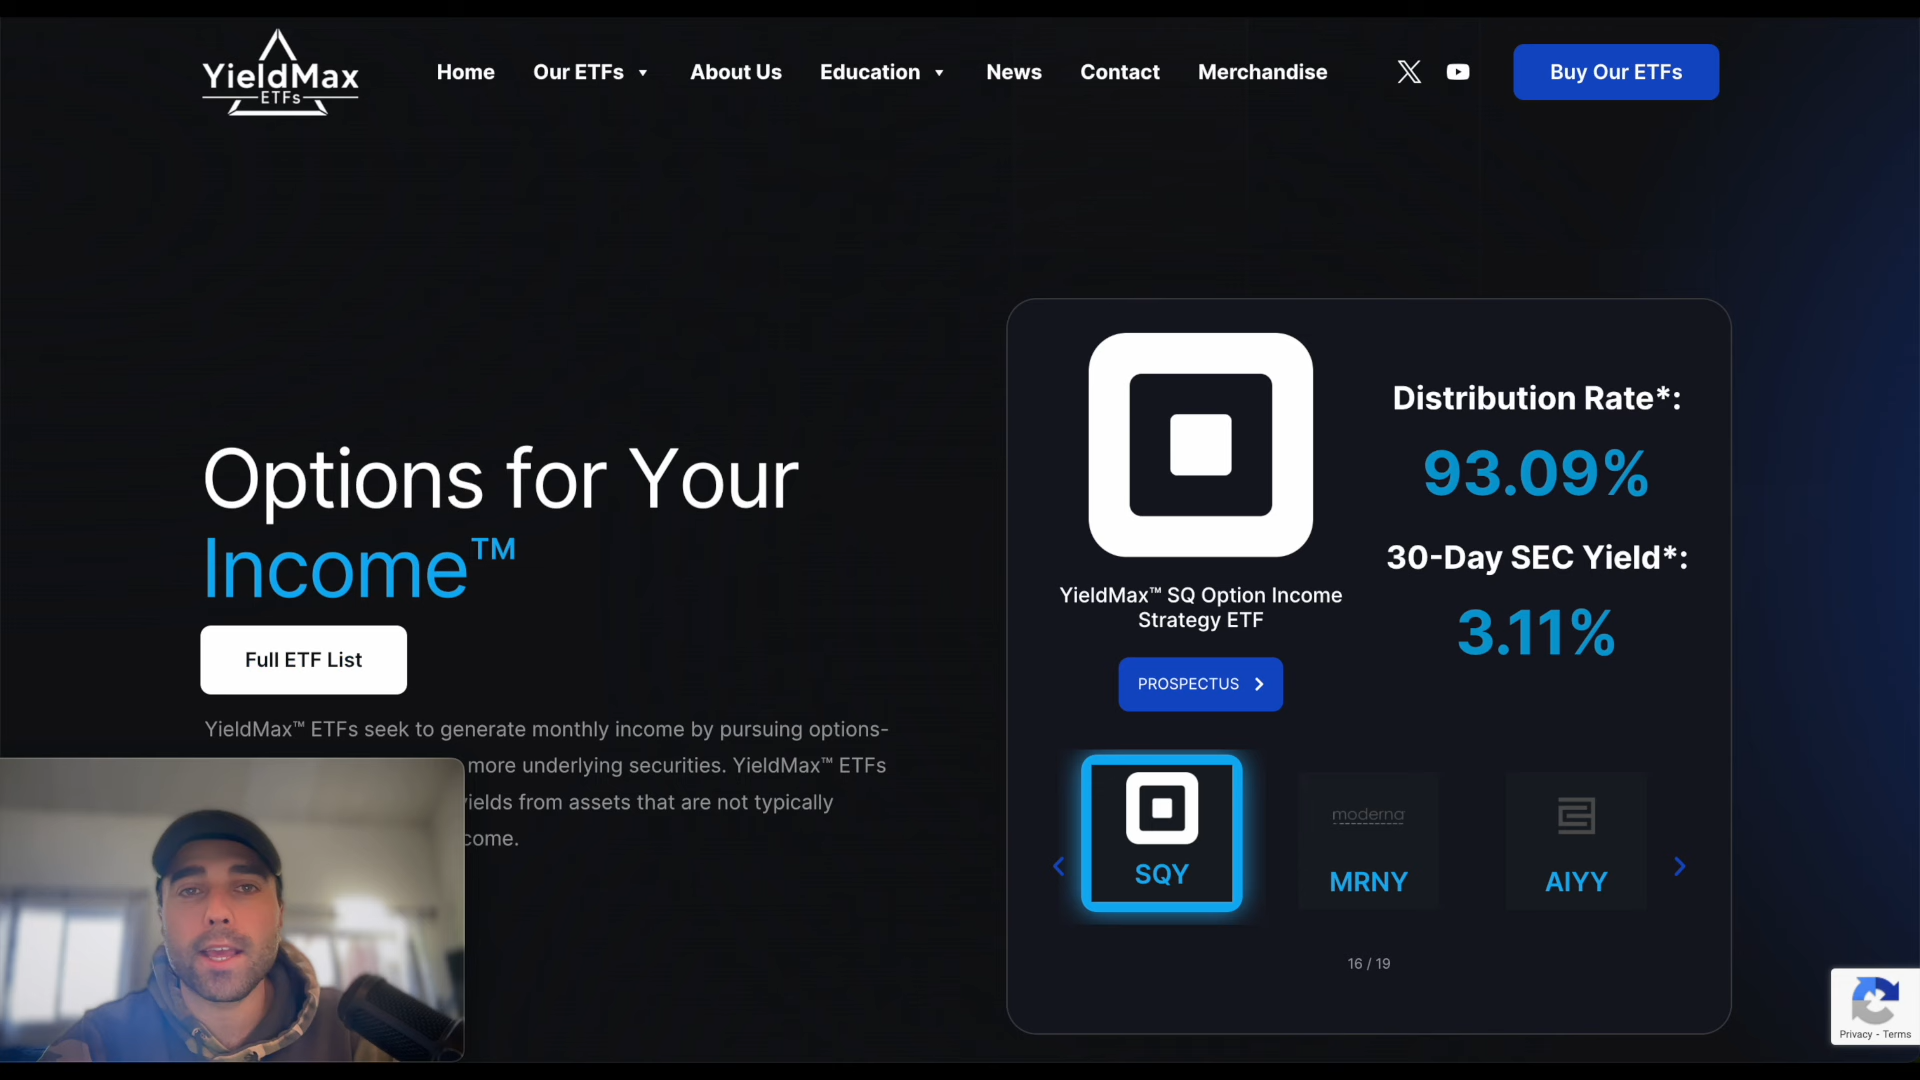 YieldMax
ETFs
Home
Our ETFs
About Us
Education
News
Contact
Merchandise
Buy Our ETFs
Options for Your
Income™
Full ETF List
YieldMax™ ETFs seek to generate monthly income by pursuing options-
more underlying securities. YieldMax™ ETFs
yields from assets that are not typically
come.
Distribution Rate*:
93.09%
30-Day SEC Yield*:
3.11%
YieldMax™ SQ Option Income
Strategy ETF
PROSPECTUS
SQY
moderna
MRNY
AIYY
16 / 19
Privacy - Terms